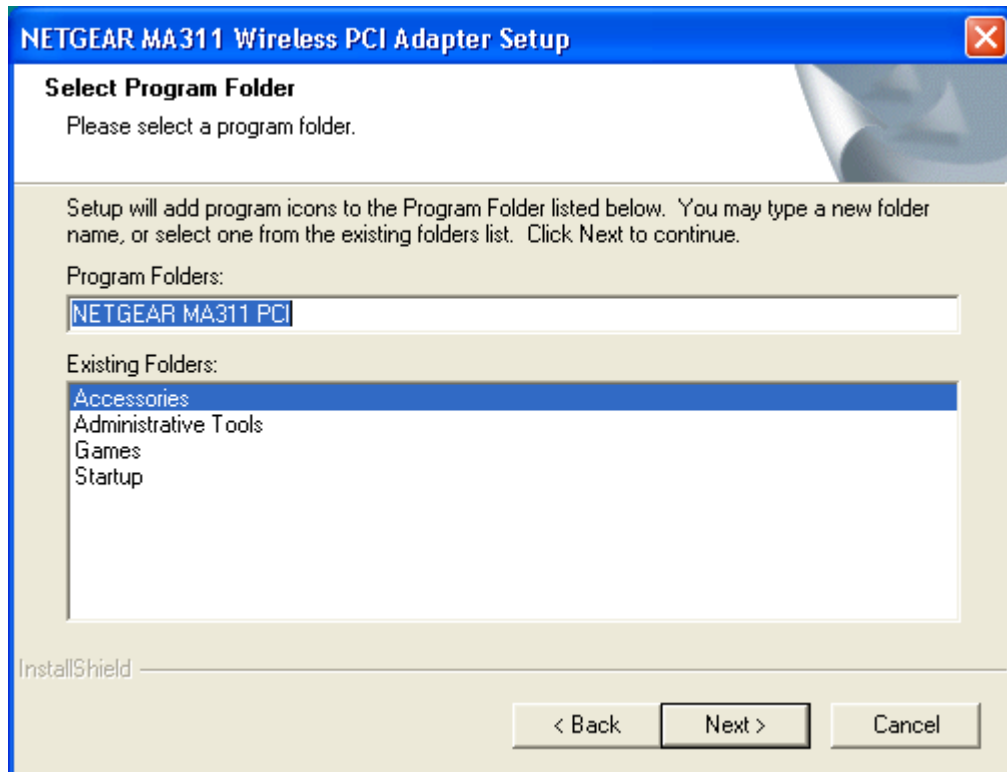 NETGEAR MA311 Wireless PCI Adapter Setup
Select Program Folder
Please select a program folder.
Setup will add program icons to the Program Folder listed below.  You may type a new folder
name, or select one from the existing folders list.  Click Next to continue.
Program Folders:
NETGEAR MA311 PCI
Existing Folders:
Accessories
Administrative Tools
Games
Startup
InstallShield
< Back
Next >
Cancel